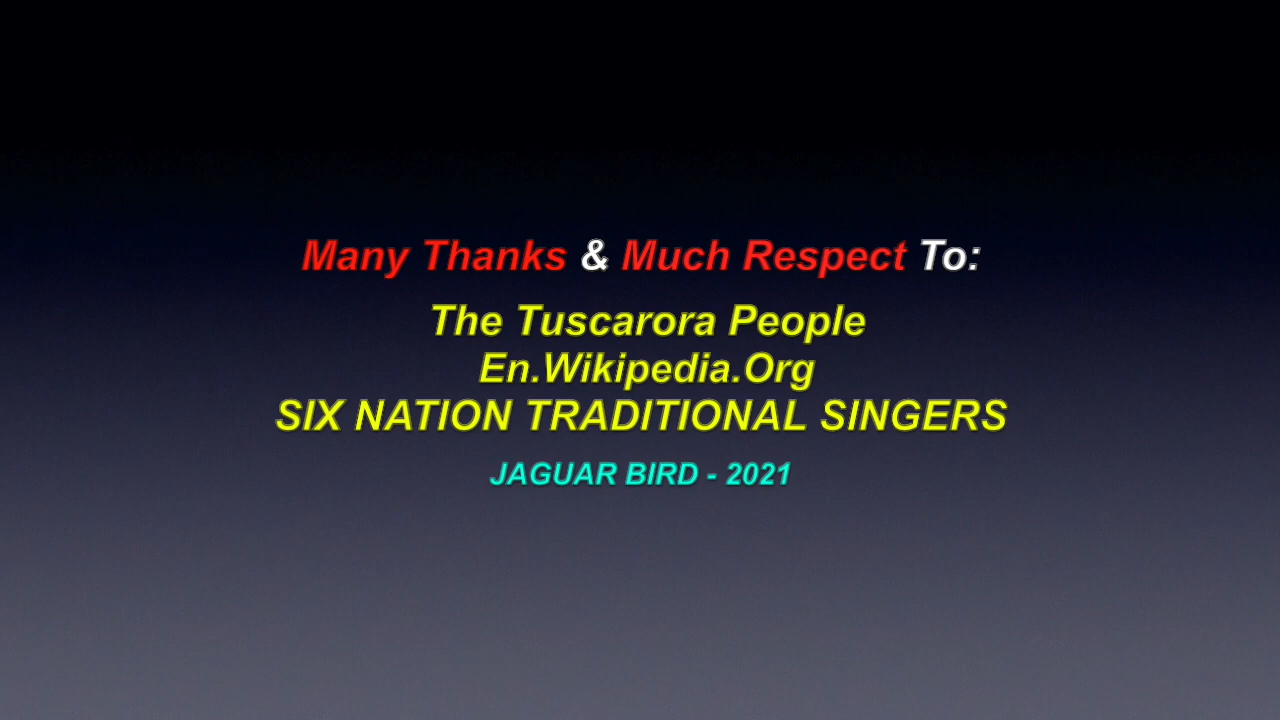 Many Thanks & Much Respect To:
The Tuscarora People
En.Wikipedia.Org
SIX NATION TRADITIONAL SINGERS
JAGUAR BIRD - 2021